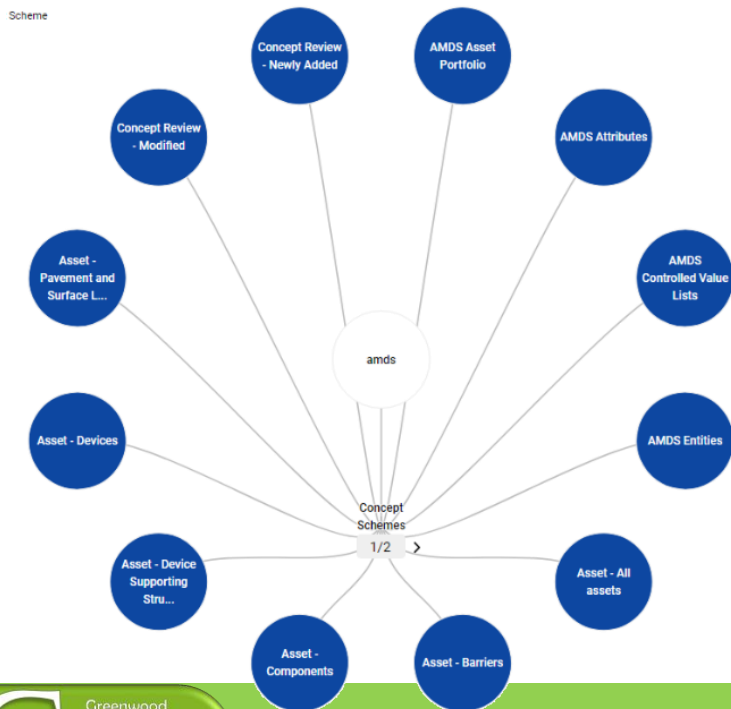 Scheme
Concept Review
- Newly Added
AMDS Asset
Portfolio
Concept Review
- Modified
AMDS Attributes
Asset -
Pavement and
Surface L...
AMDS
Controlled Value
Lists
amds
Asset - Devices
AMDS Entities
Concept
Schemes
1/2
Asset - Device
Supporting
Stru...
Asset - All
assets
Asset -
Components
Asset - Barriers
Greenwood